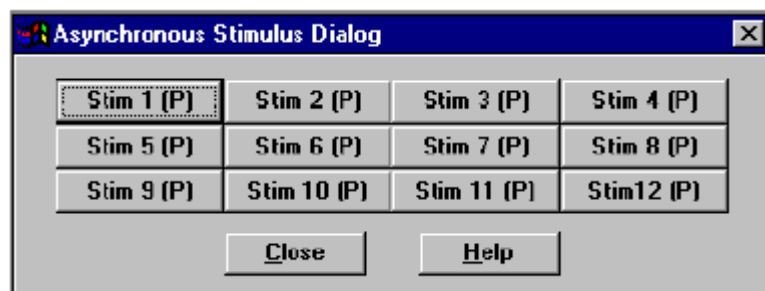 Asynchronous Stimulus Dialog
Stim 1 (P) Stim 2 (P) Stim 3 (P) Stim 4 (P)
Stim 5 (P) Stim 6 (P) Stim 7 (P) Stim 8 (P)
Stim 9 (P) Stim 10 (P) Stim 11 (P) Stim12 (P)
Close Help